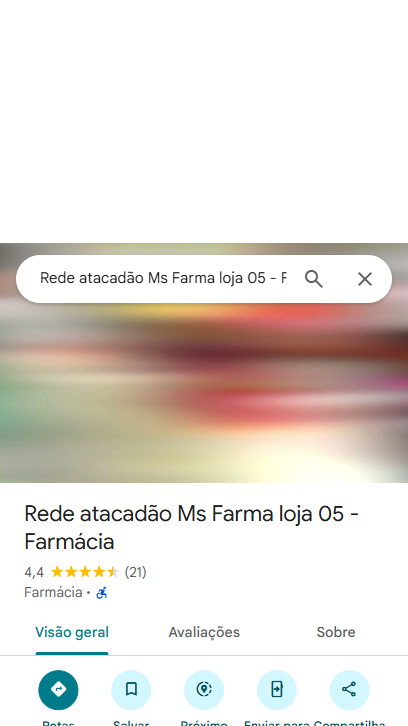 Rede atacadão Ms Farma loja 05 - F
Rede atacadão Ms Farma loja 05 -
Farmácia
4,4 (21)
Farmácia ·
Visão geral Avaliações Sobre
Rotas Salvar Próximo Enviar para Compartilha